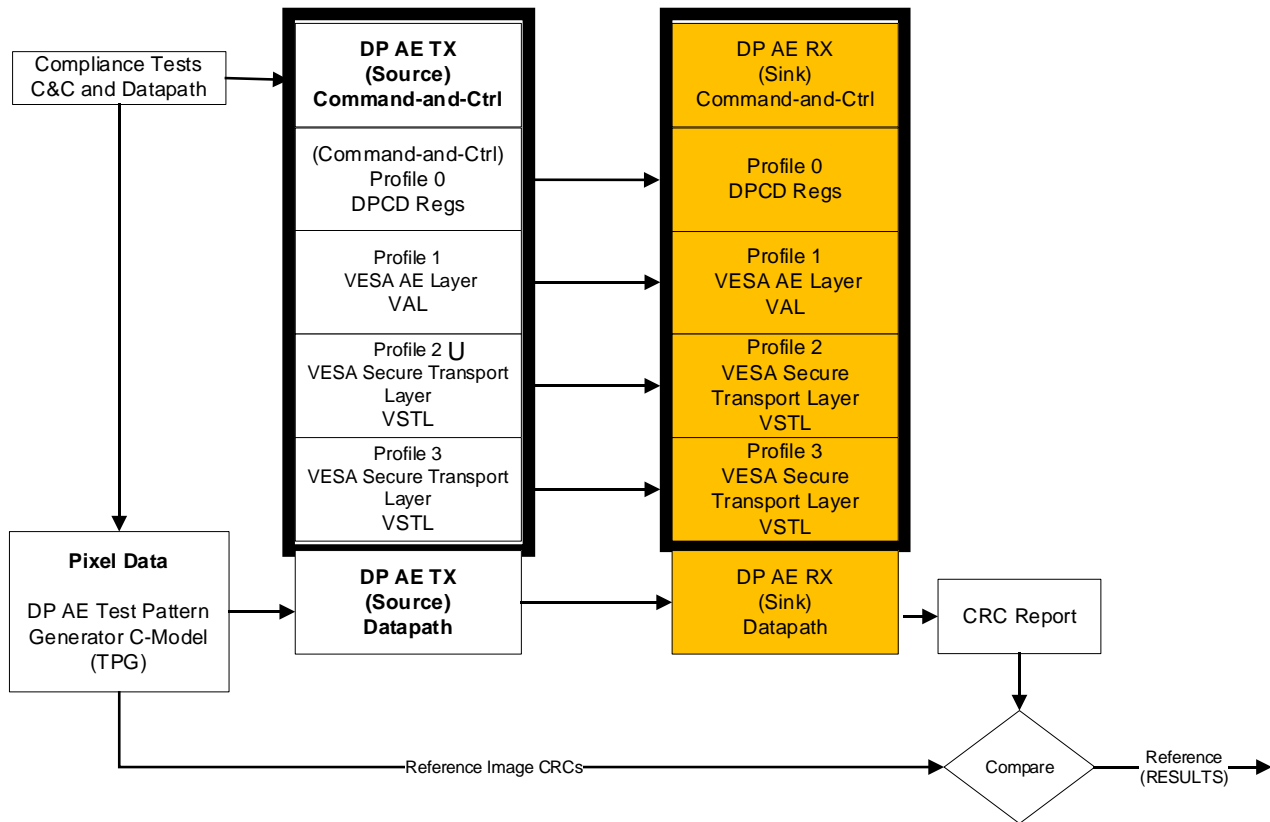 Compliance Tests
C&C and Datapath
DP AE TX
(Source)
Command-and-Ctrl
(Command-and-Ctrl)
Profile 0
DPCD Regs
Profile 1
VESA AE Layer
VAL
Profile 2 U
VESA Secure Transport
Layer
VSTL
Profile 3
VESA Secure Transport
Layer
VSTL
DP AE RX
(Sink)
Command-and-Ctrl
Profile 0
DPCD Regs
Profile 1
VESA AE Layer
VAL
Profile 2
VESA Secure
Transport Layer
VSTL
Profile 3
VESA Secure
Transport Layer
VSTL
Pixel Data
DP AE Test Pattern
Generator C-Model
(TPG)
DP AE TX
(Source)
Datapath
DP AE RX
(Sink)
Datapath
CRC Report
Reference Image CRCs
Compare
Reference
(RESULTS)